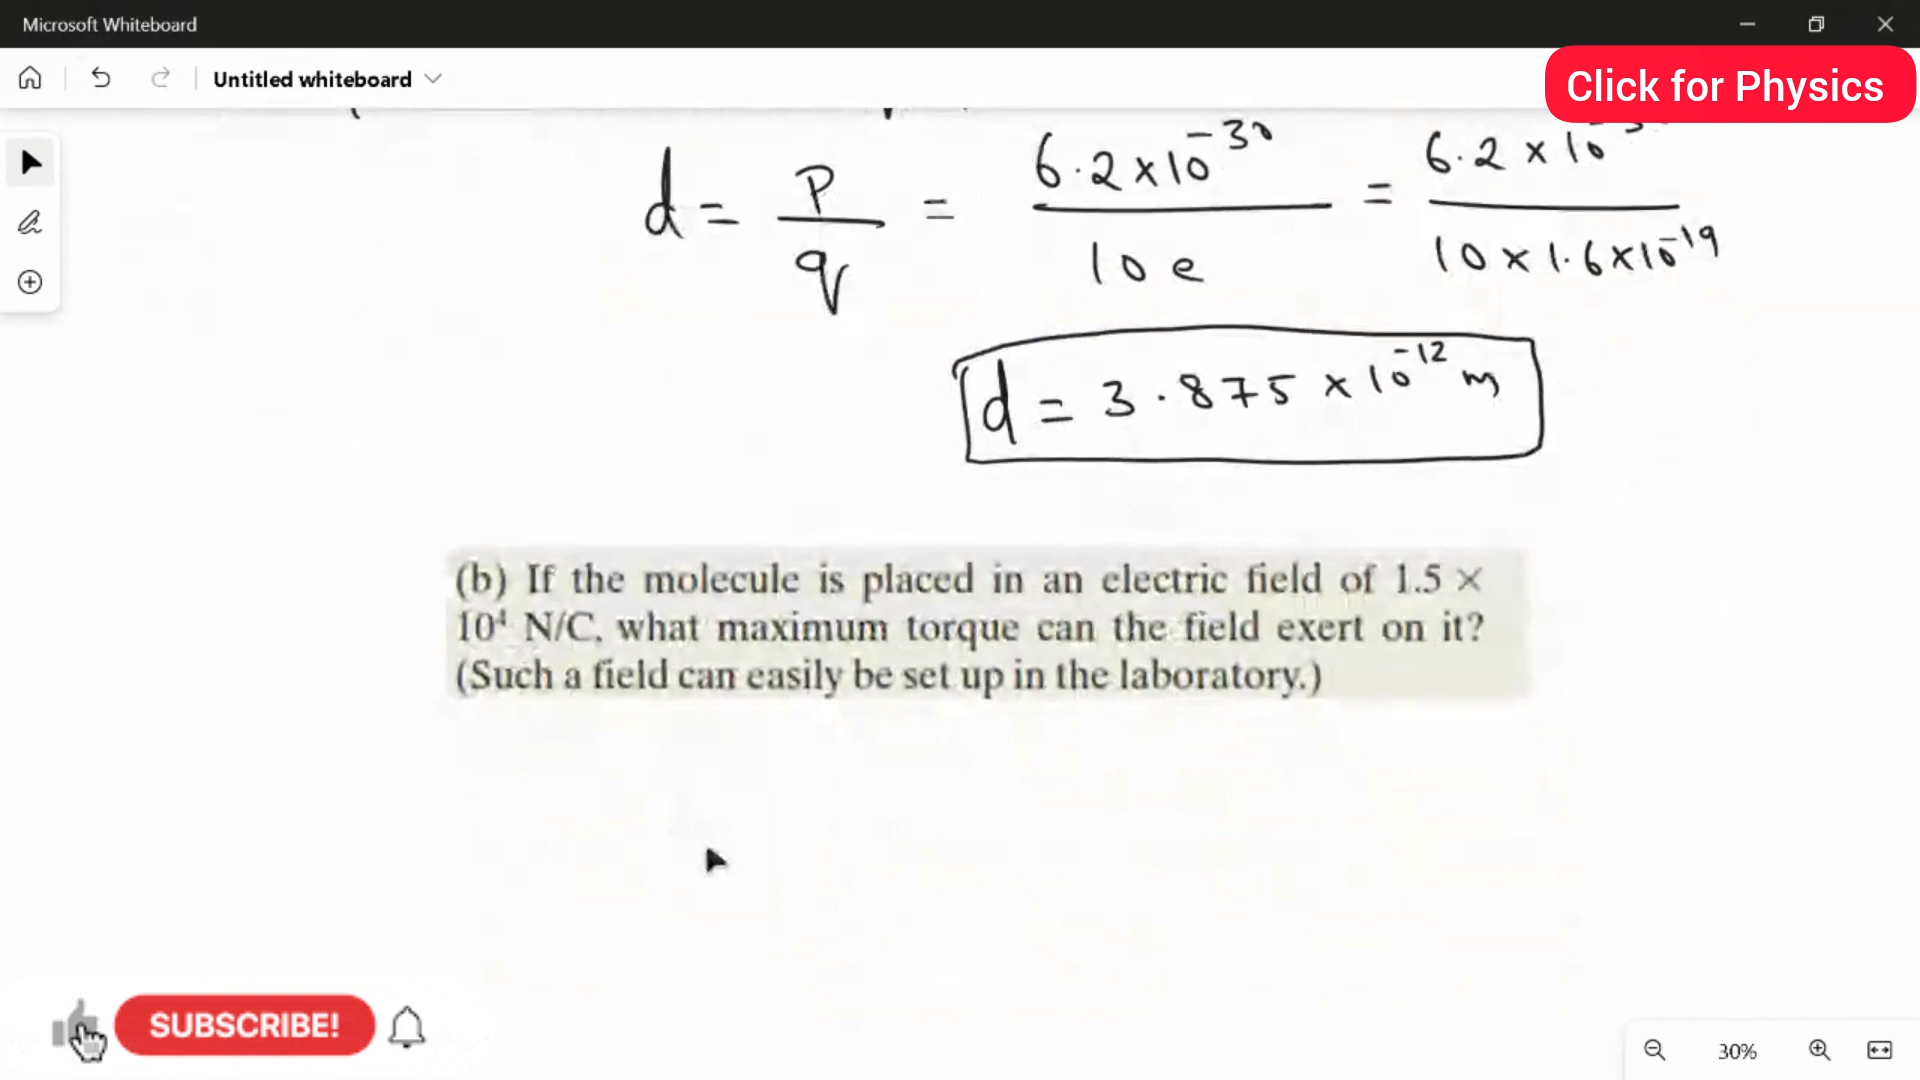 Microsoft Whiteboard
Untitled whiteboard
Click for Physics
d = p/q = 6.2 × 10^-30 / 10 e = 6.2 × 10 / 10 × 1.6 × 10^-19
d = 3.875 × 10^-12 m
(b) If the molecule is placed in an electric field of 1.5 ×
10⁴ N/C, what maximum torque can the field exert on it?
(Such a field can easily be set up in the laboratory.)
SUBSCRIBE!
30%